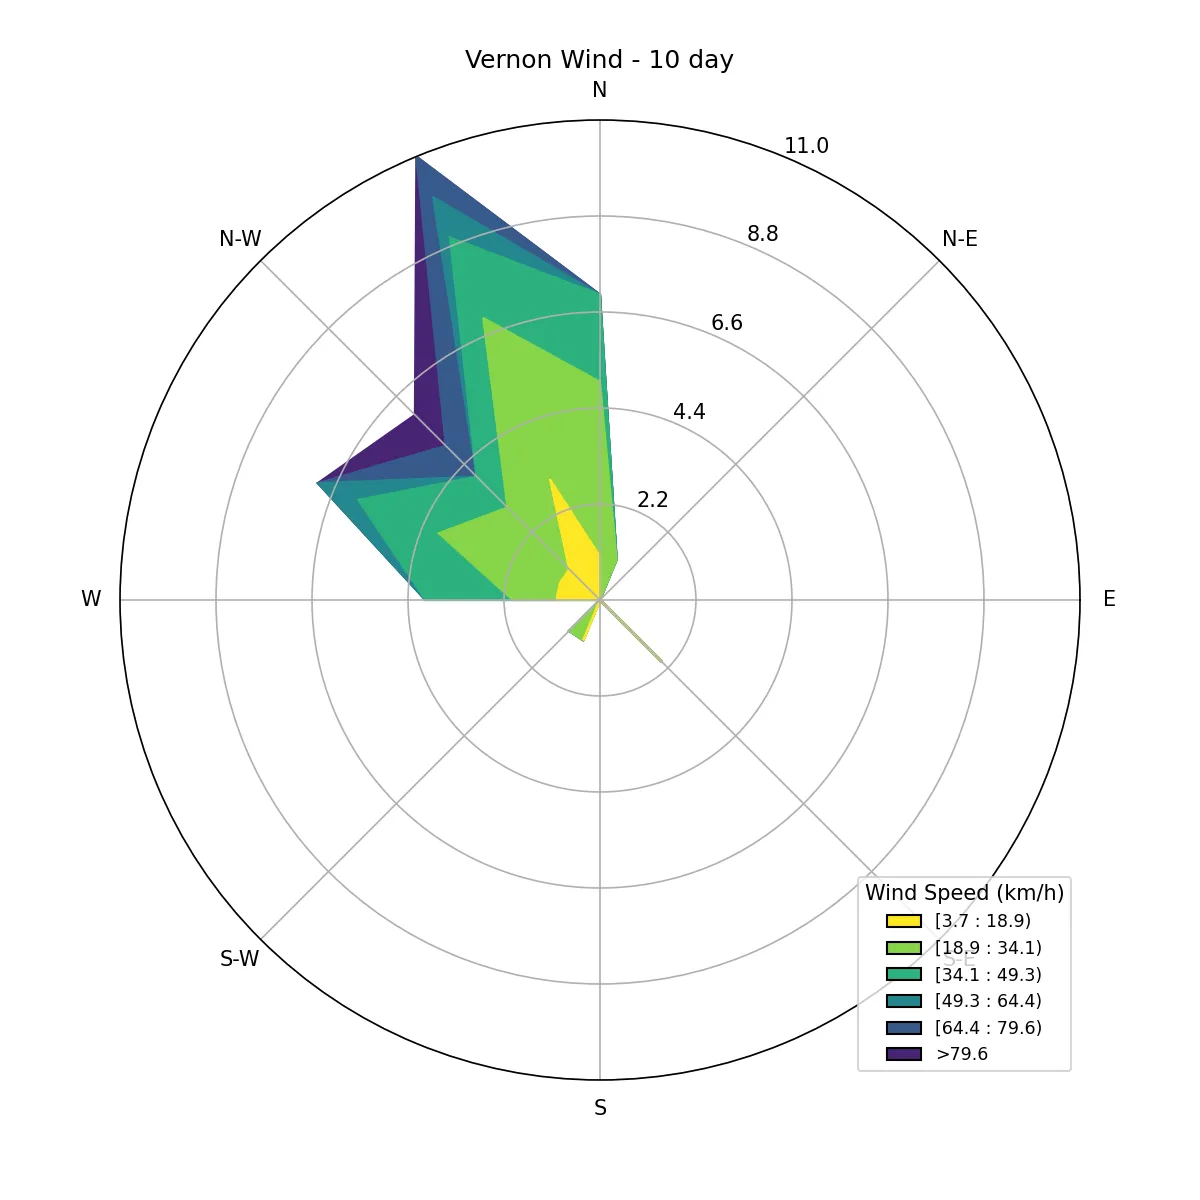 Vernon Wind - 10 day
N
11.0
N-W
N-E
8.8
6.6
4.4
2.2
W
E
S-W
S-E
S
Wind Speed (km/h)
[3.7 : 18.9)
[18.9 : 34.1)
[34.1 : 49.3)
[49.3 : 64.4)
[64.4 : 79.6)
>79.6